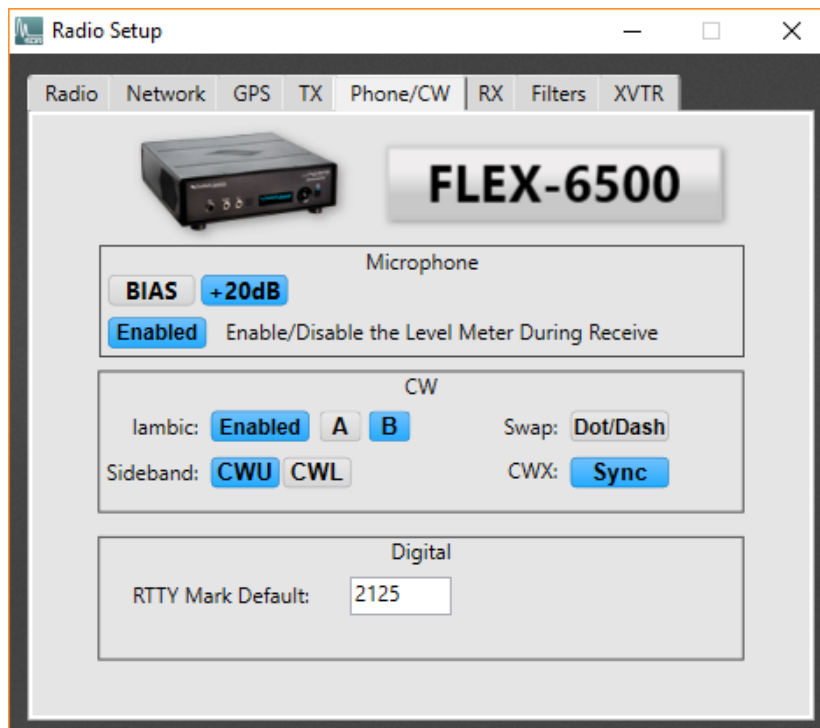 Radio Setup
Radio Network GPS TX Phone/CW RX Filters XVTR
FLEX-6500
Microphone
BIAS +20dB
Enabled Enable/Disable the Level Meter During Receive
CW
Iambic: Enabled A B Swap: Dot/Dash
Sideband: CWU CWL CWX: Sync
Digital
RTTY Mark Default: 2125